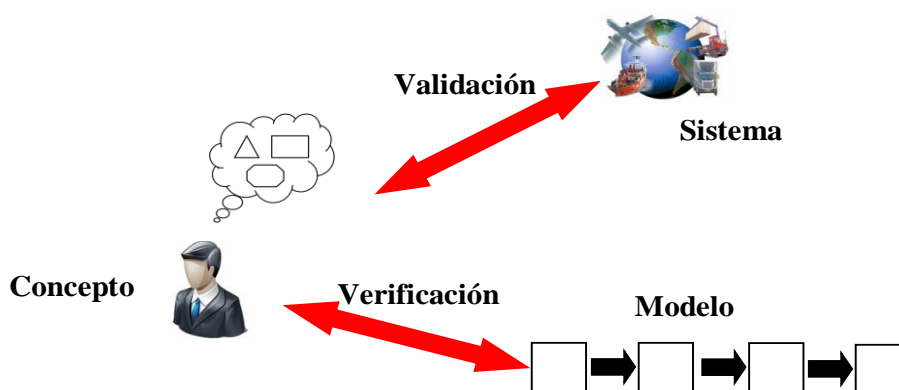 Validación
Sistema
Concepto
Verificación
Modelo